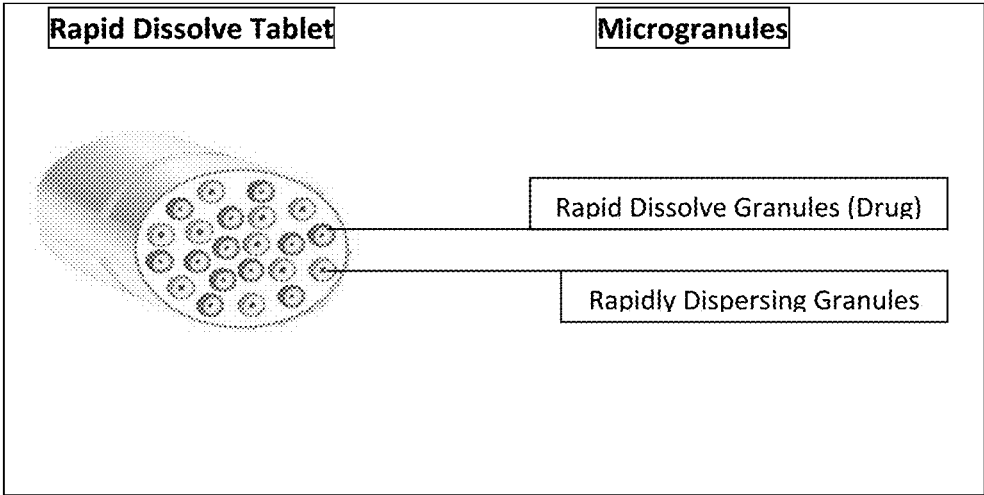 Rapid Dissolve Tablet
Microgranules
Rapid Dissolve Granules (Drug)
Rapidly Dispersing Granules